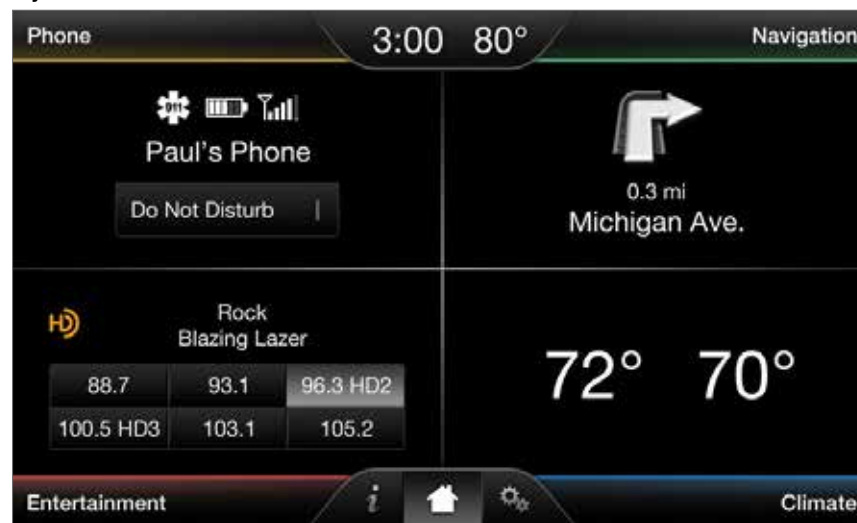 Phone
3:00 80°
Navigation
911
Paul's Phone
Do Not Disturb
0.3 mi
Michigan Ave.
HD
Rock
Blazing Lazer
88.7 93.1 96.3 HD2
100.5 HD3 103.1 105.2
72° 70°
Entertainment
i
Climate